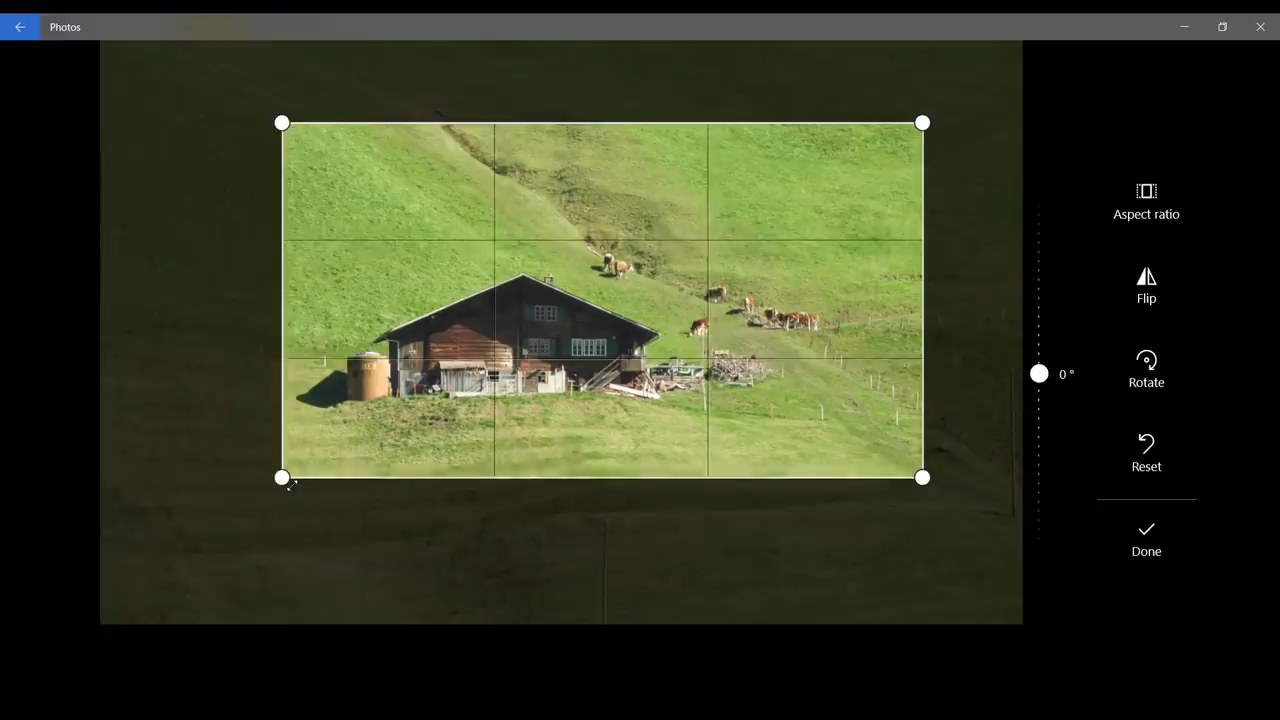 Photos
Aspect ratio
Flip
0 °
Rotate
Reset
Done